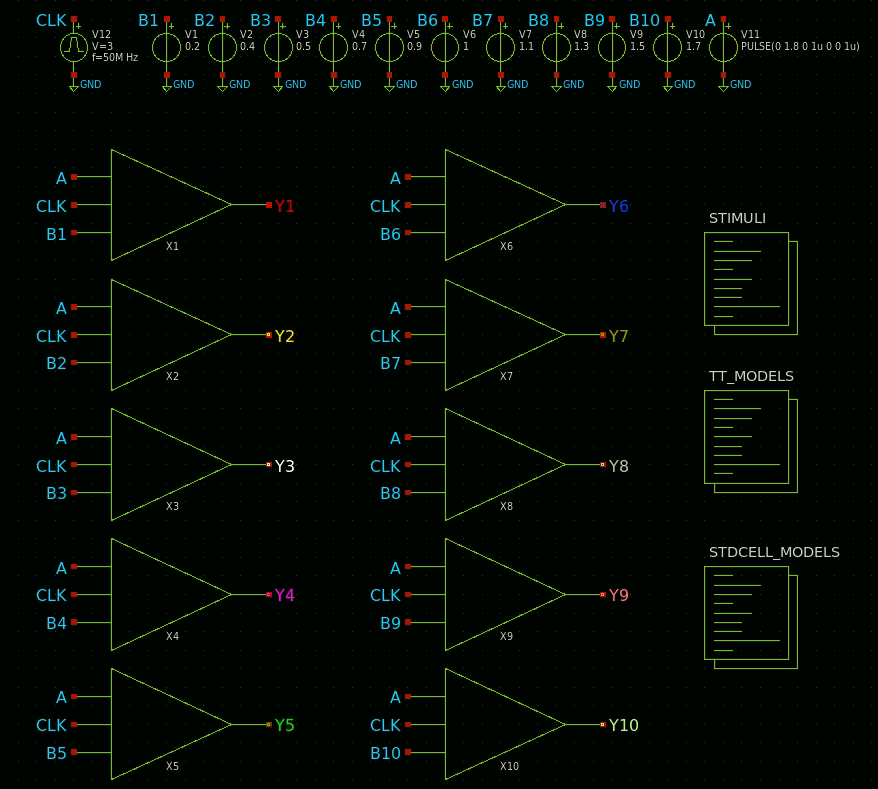 CLK B1 B2 B3 B4 B5 B6 B7 B8 B9 B10 A
V12 V1 V2 V3 V4 V5 V6 V7 V8 V9 V10 V11
V=3 0.2 0.4 0.5 0.7 0.9 1 1.1 1.3 1.5 1.7 PULSE(0 1.8 0 1u 0 0 1u)
f=50M Hz
GND GND GND GND GND GND GND GND GND GND GND GND
A
CLK Y1
B1
X1
A
CLK Y6
B6
X6
STIMULI
A
CLK Y2
B2
X2
A
CLK Y7
B7
X7
TT_MODELS
A
CLK Y3
B3
X3
A
CLK Y8
B8
X8
STDCELL_MODELS
A
CLK Y4
B4
X4
A
CLK Y9
B9
X9
A
CLK Y5
B5
X5
A
CLK Y10
B10
X10